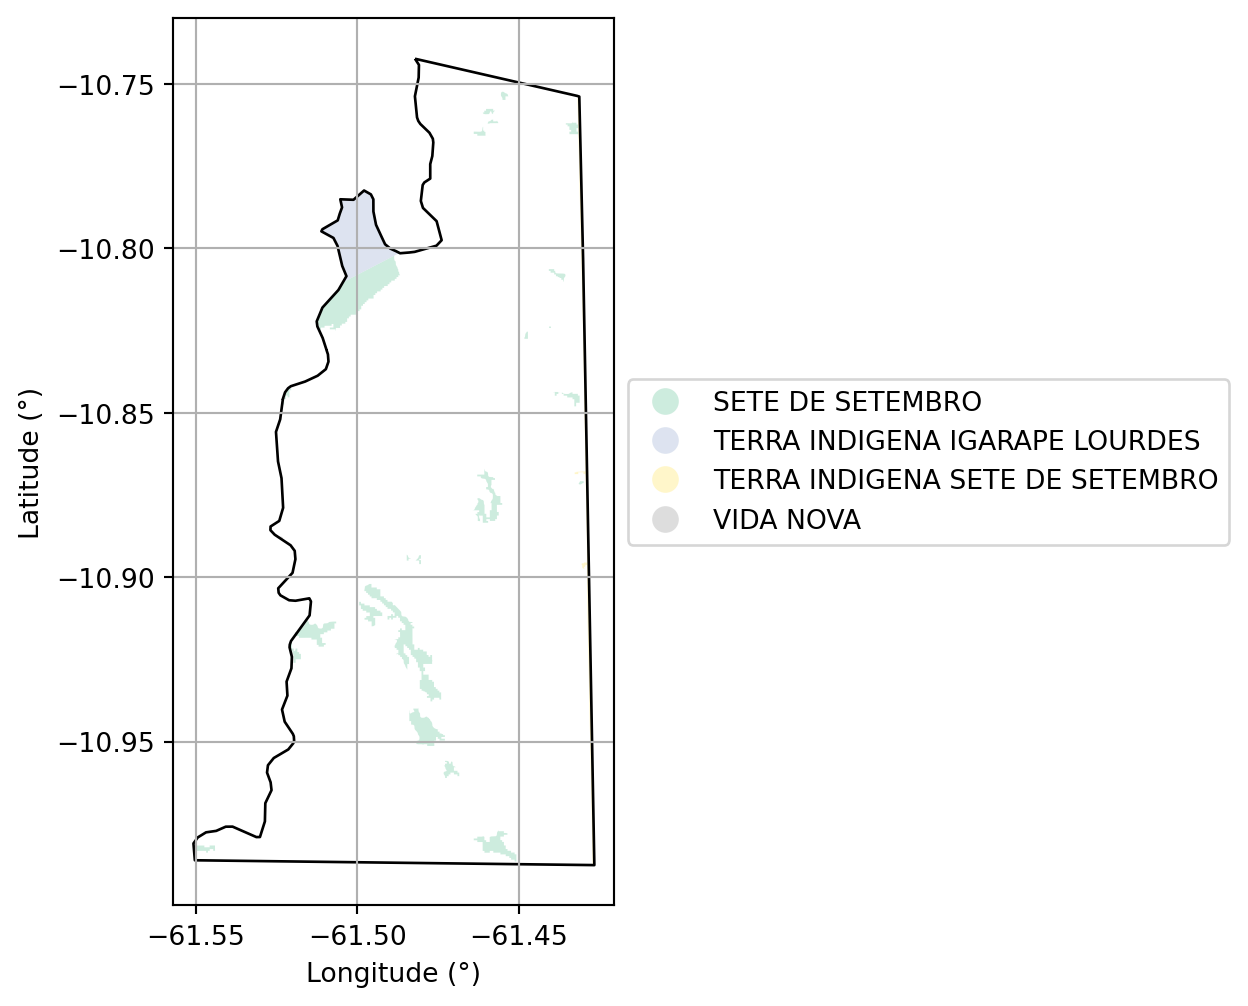 −10.75
−10.80
−10.85
−10.90
−10.95
−61.55
−61.50
−61.45
Longitude (°)
Latitude (°)
SETE DE SETEMBRO
TERRA INDIGENA IGARAPE LOURDES
TERRA INDIGENA SETE DE SETEMBRO
VIDA NOVA